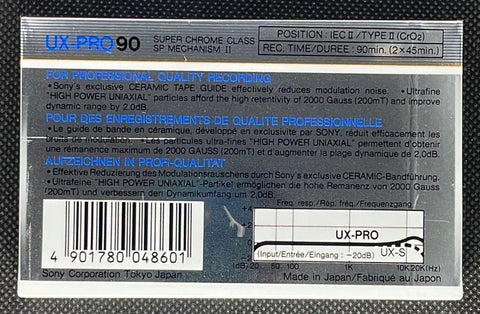 UX-PRO 90
SUPER CHROME CLASS
SP MECHANISM II
POSITION : IEC II / TYPE II (CrO2)
REC. TIME/DUREE : 90min. (2×45min.)
FOR PROFESSIONAL QUALITY RECORDING
• Sony's exclusive CERAMIC TAPE GUIDE effectively reduces modulation noise. • Ultrafine
"HIGH POWER UNIAXIAL" particles afford the high retentivity of 2000 Gauss (200mT) and improve
dynamic range by 2.0dB.
POUR DES ENREGISTREMENTS DE QUALITE PROFESSIONNELLE
• Le guide de bande en céramique, développé en exclusivité par SONY, réduit efficacement les
bruits de modulation. • Les particules ultra-fines "HIGH POWER UNIAXIAL" permettent d'obtenir
une rémanence maximum de 2000 Gauss (200mT) et d'augmenter la plage dynamique de 2,0dB.
AUFZEICHNEN IN PROFI-QUALITAT
• Effektive Reduzierung des Modulationsrauschens durch Sony's exclusive CERAMIC-Bandführung.
• Ultrafeine "HIGH POWER UNIAXIAL"-Partikel ermöglichen die hohe Remanenz von 2000 Gauss
(200mT) und verbessern den Dynamikumfang um 2,0dB.
Freq. resp./Rép. fréq./Frequenzgang
UX-PRO
UX-S
(Input/Entrée/Eingang : −20dB)
20 50 100 1K 10K 20K(Hz)
4 901780 048601
Sony Corporation Tokyo Japan
Made in Japan/Fabriqué au Japon